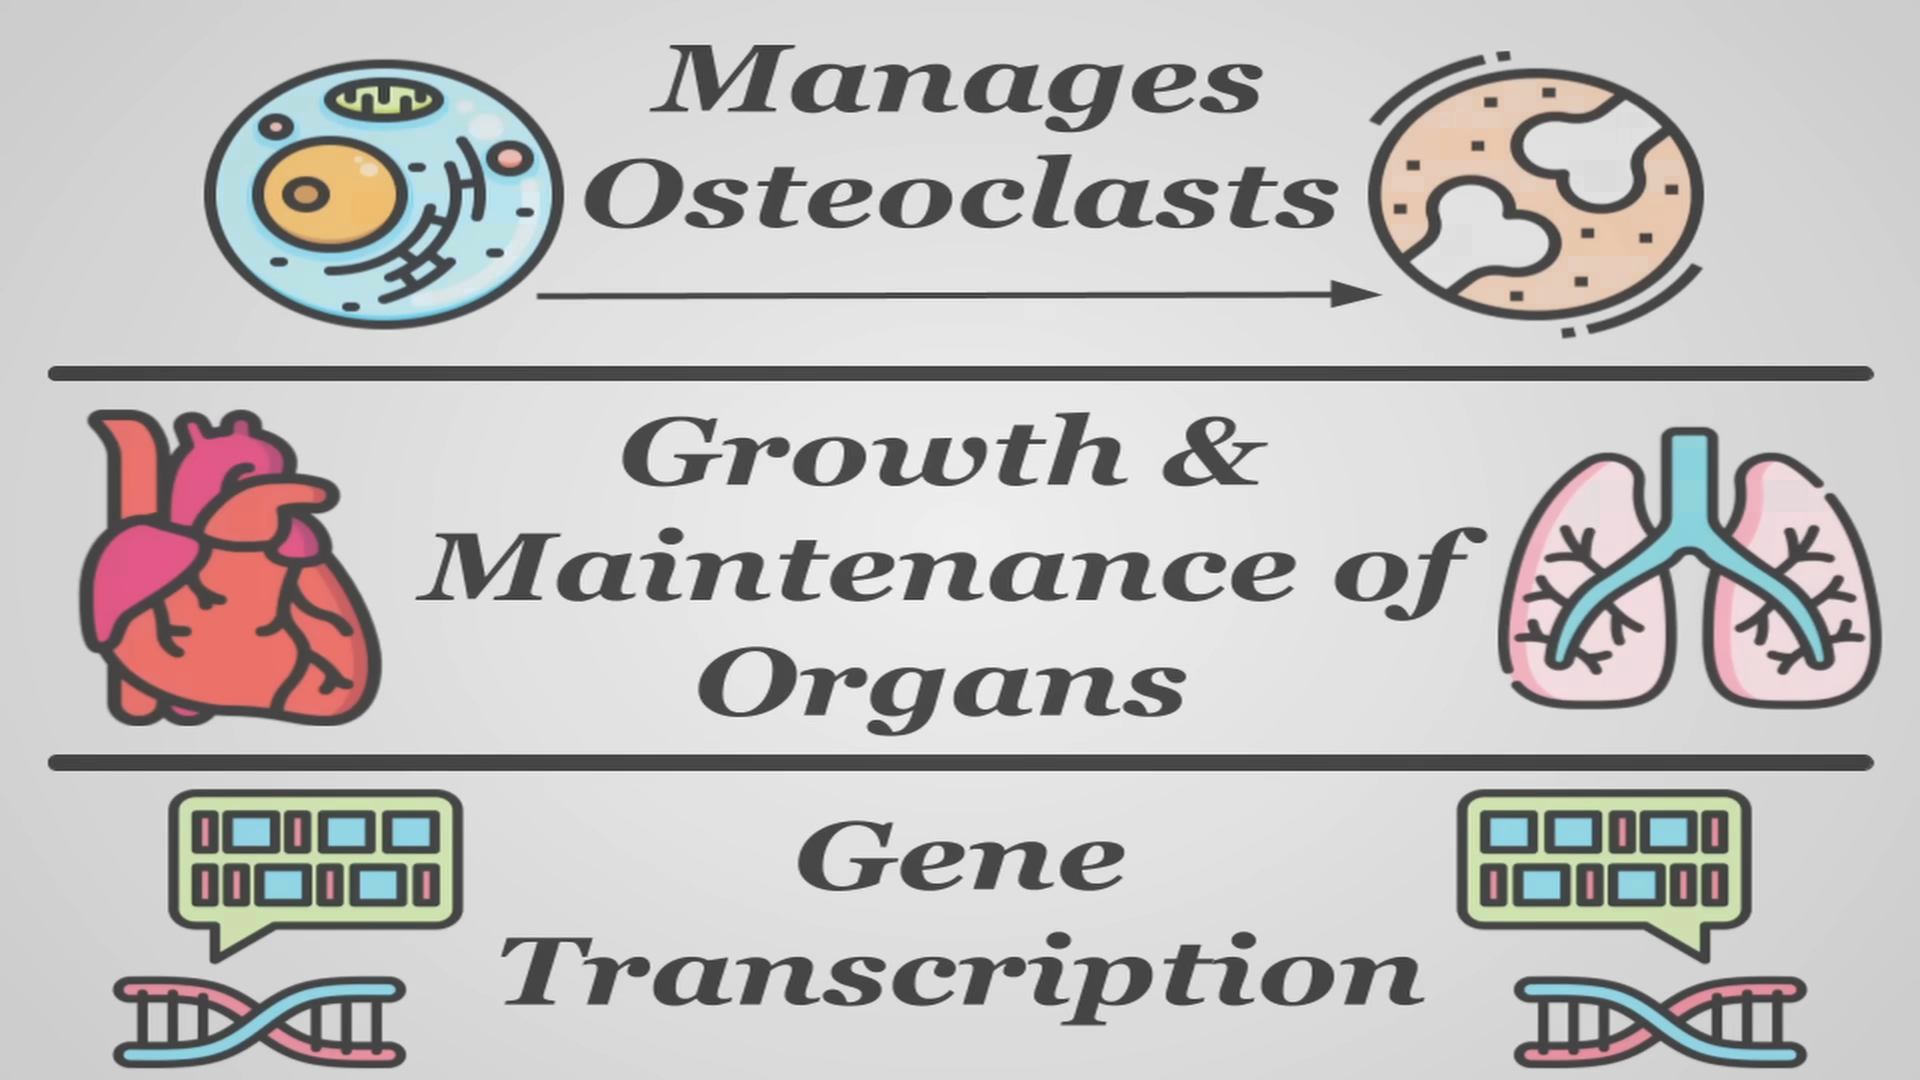 Manages
Osteoclasts
Growth &
Maintenance of
Organs
Gene
Transcription